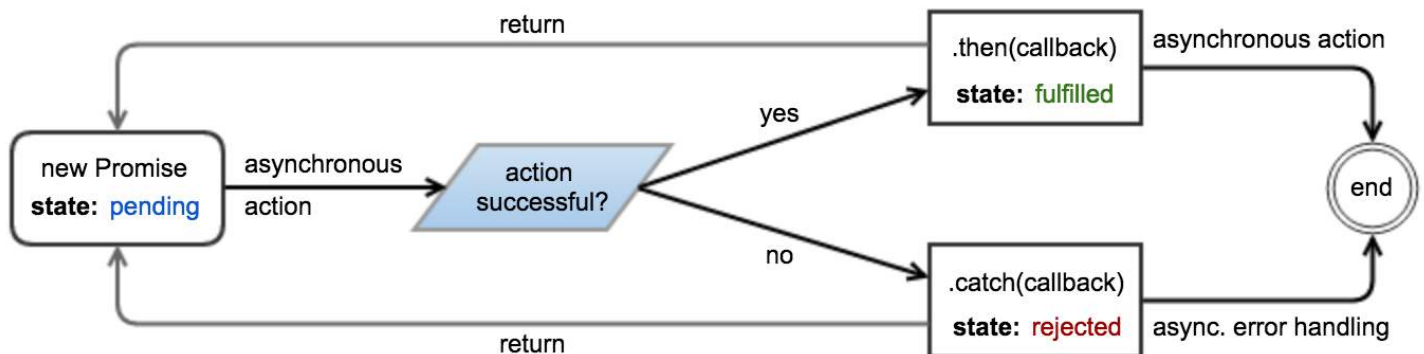 return
.then(callback)
state: fulfilled
asynchronous action
yes
new Promise
state: pending
asynchronous
action
action
successful?
end
no
.catch(callback)
state: rejected
async. error handling
return